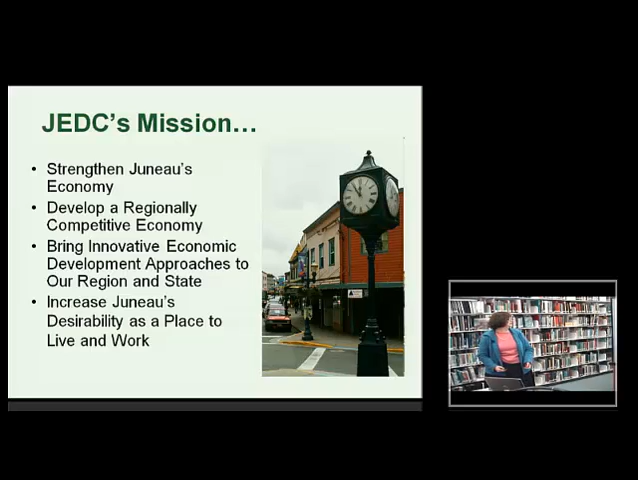 JEDC's Mission…
• Strengthen Juneau's
Economy
• Develop a Regionally
Competitive Economy
• Bring Innovative Economic
Development Approaches to
Our Region and State
• Increase Juneau's
Desirability as a Place to
Live and Work